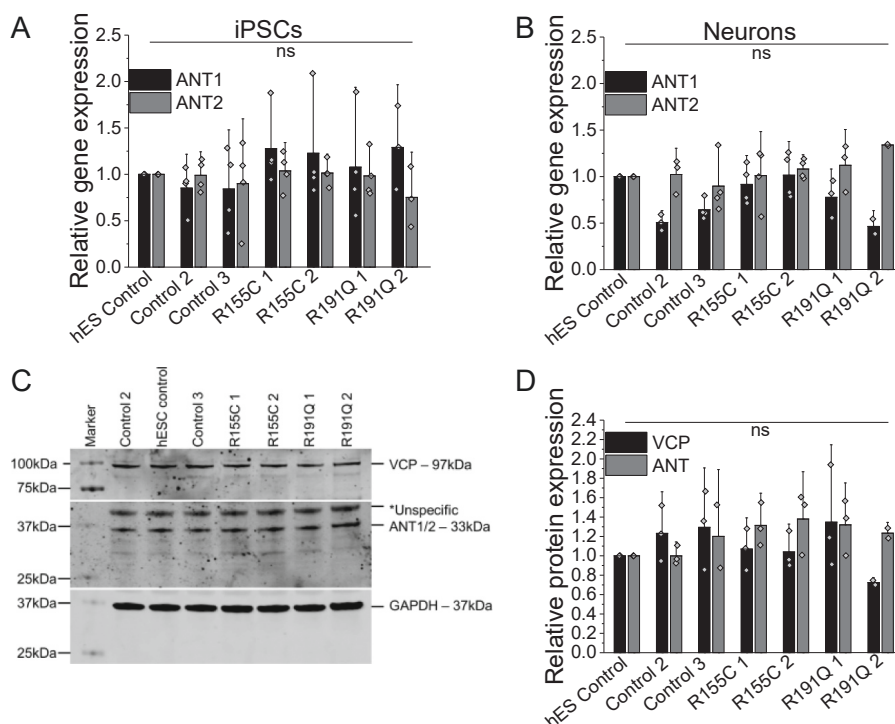 A
iPSCs
ns
Relative gene expression
2.5
2.0
1.5
1.0
0.5
0.0
ANT1
ANT2
hES Control
Control 2
Control 3
R155C 1
R155C 2
R191Q 1
R191Q 2
B
Neurons
ns
Relative gene expression
2.5
2.0
1.5
1.0
0.5
0.0
ANT1
ANT2
hES Control
Control 2
Control 3
R155C 1
R155C 2
R191Q 1
R191Q 2
C
Marker
Control 2
hESC control
Control 3
R155C 1
R155C 2
R191Q 1
R191Q 2
100kDa
75kDa
37kDa
25kDa
37kDa
25kDa
VCP – 97kDa
*Unspecific
ANT1/2 – 33kDa
GAPDH – 37kDa
D
ns
Relative protein expression
2.4
2.2
2.0
1.8
1.6
1.4
1.2
1.0
0.8
0.6
0.4
0.2
0.0
VCP
ANT
hES Control
Control 2
Control 3
R155C 1
R155C 2
R191Q 1
R191Q 2